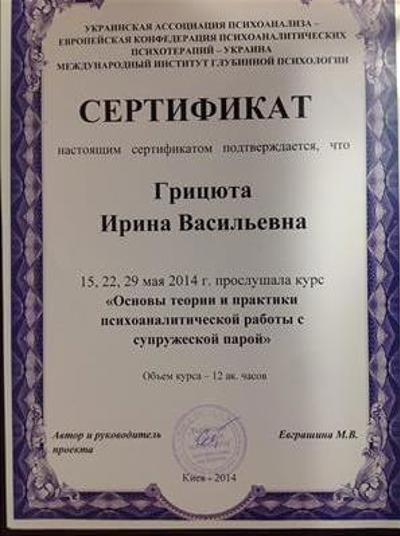 УКРАИНСКАЯ АССОЦИАЦИЯ ПСИХОАНАЛИЗА –
ЕВРОПЕЙСКАЯ КОНФЕДЕРАЦИЯ ПСИХОАНАЛИТИЧЕСКИХ
ПСИХОТЕРАПИЙ – УКРАИНА
МЕЖДУНАРОДНЫЙ ИНСТИТУТ ГЛУБИННОЙ ПСИХОЛОГИИ
СЕРТИФИКАТ
настоящим сертификатом подтверждается, что
Грицюта
Ирина Васильевна
15, 22, 29 мая 2014 г. прослушала курс
«Основы теории и практики
психоаналитической работы с
супружеской парой»
Объем курса – 12 ак. часов
Автор и руководитель
проекта
Евграшина М.В.
Киев - 2014